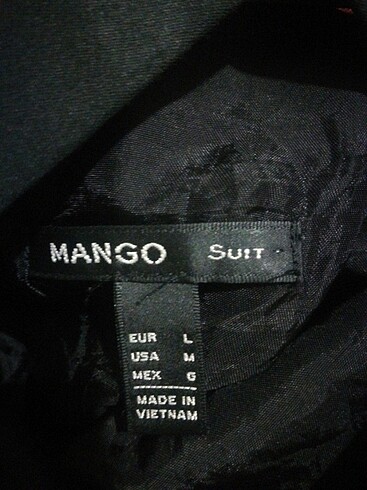 MANGO SUIT
EUR L
USA M
MEX G
MADE IN
VIETNAM